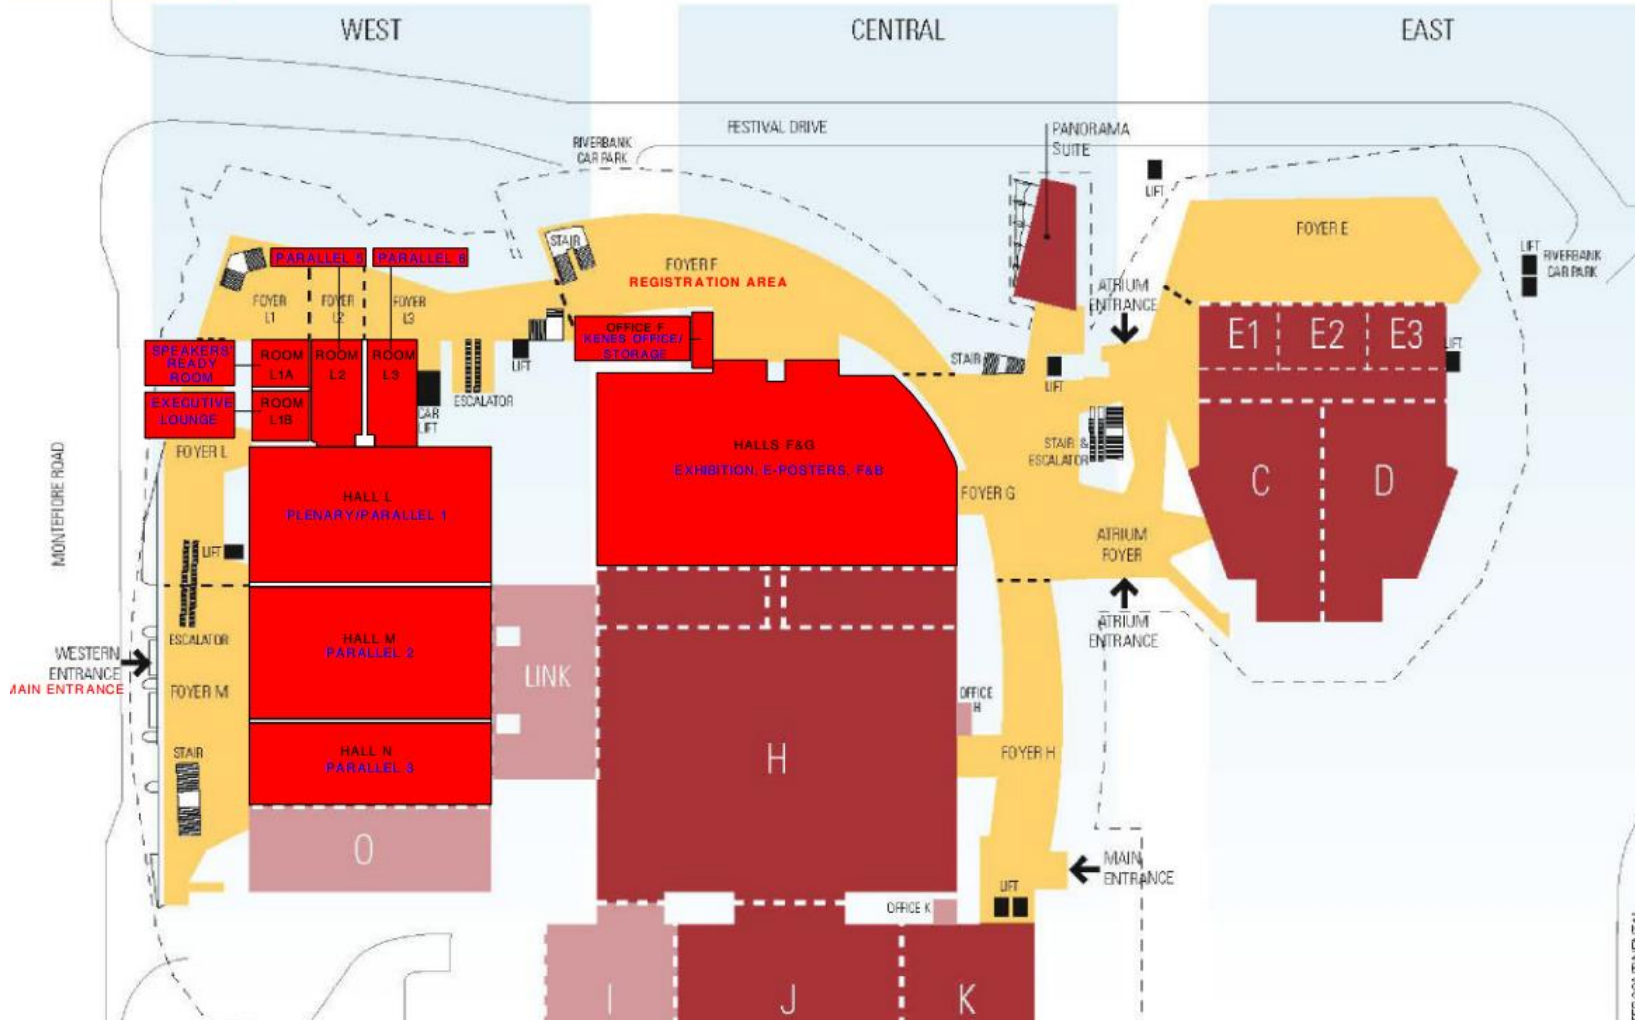 WEST
CENTRAL
EAST
FESTIVAL DRIVE
RIVERBANK
CAR PARK
PANORAMA
SUITE
LIFT
STAIR
FOYER F
REGISTRATION AREA
FOYER E
LIFT
RIVERBANK
CAR PARK
PARALLEL 5
PARALLEL 6
FOYER
L1
FOYER
L2
FOYER
L3
ATRIUM
ENTRANCE
OFFICE F
KENES OFFICE/
STORAGE
SPEAKERS'
READY
ROOM
ROOM
L1A
ROOM
L2
ROOM
L3
LIFT
STAIR
LIFT
E1
E2
E3
LIFT
EXECUTIVE
LOUNGE
ROOM
L1B
CAR
LIFT
ESCALATOR
FOYER L
HALLS F&G
EXHIBITION, E-POSTERS, F&B
STAIR &
ESCALATOR
FOYER G
C
D
MONTEFIORE ROAD
HALL L
PLENARY/PARALLEL 1
LIFT
ATRIUM
FOYER
ESCALATOR
HALL M
PARALLEL 2
ATRIUM
ENTRANCE
WESTERN
ENTRANCE
MAIN ENTRANCE
FOYER M
LINK
OFFICE
H
STAIR
HALL N
PARALLEL 3
H
FOYER H
O
MAIN
ENTRANCE
LIFT
OFFICE K
I
J
K